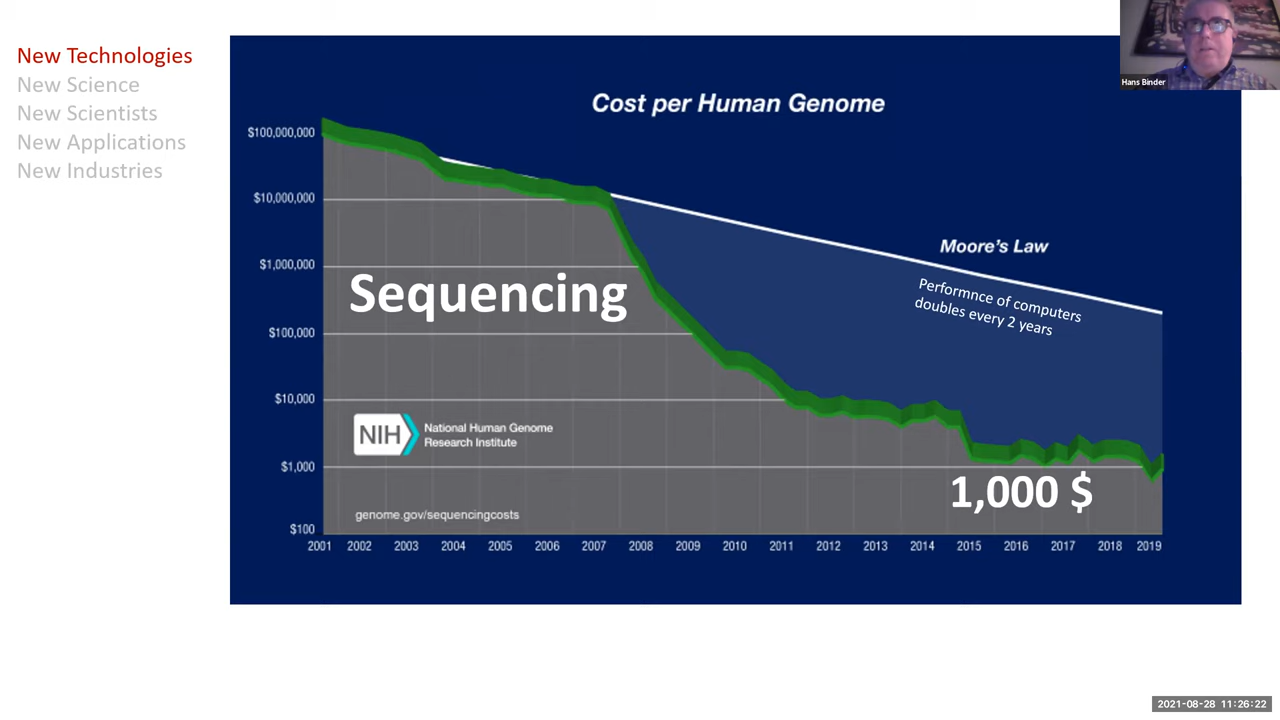 New Technologies
New Science
New Scientists
New Applications
New Industries
Hans Binder
Cost per Human Genome
$100,000,000
$10,000,000
$1,000,000
$100,000
$10,000
$1,000
$100
Moore's Law
Performnce of computers
doubles every 2 years
Sequencing
NIH
National Human Genome
Research Institute
genome.gov/sequencingcosts
1,000 $
2001 2002 2003 2004 2005 2006 2007 2008 2009 2010 2011 2012 2013 2014 2015 2016 2017 2018 2019
2021-08-28 11:26:22